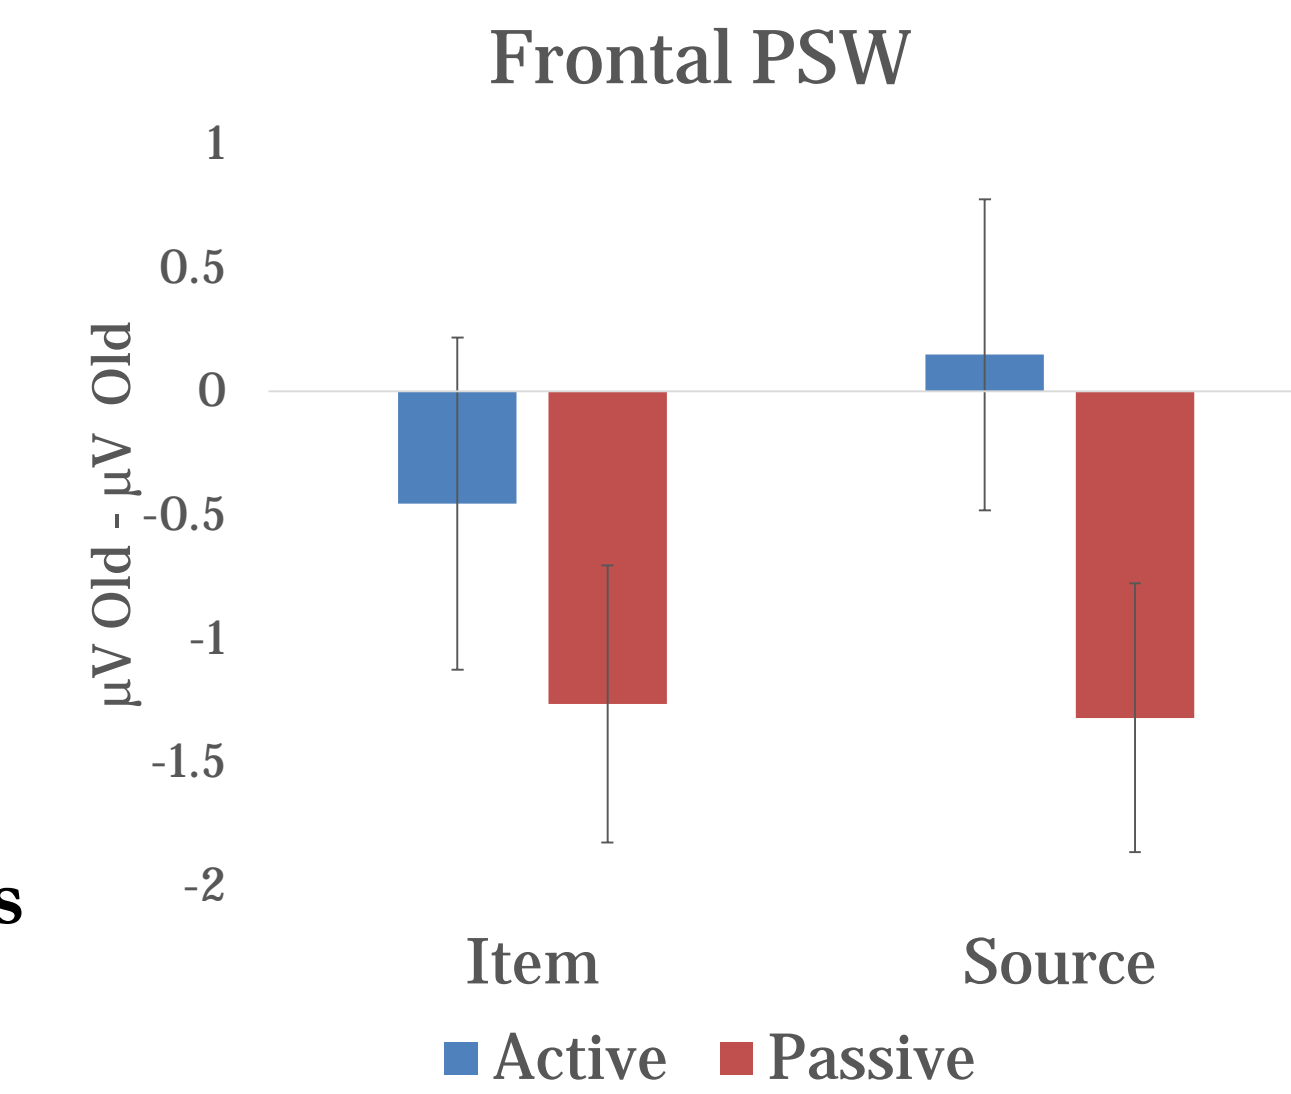 Frontal PSW
1
0.5
0
-0.5
-1
-1.5
-2
µV Old - µV  Old
s
Item
Source
Active
Passive